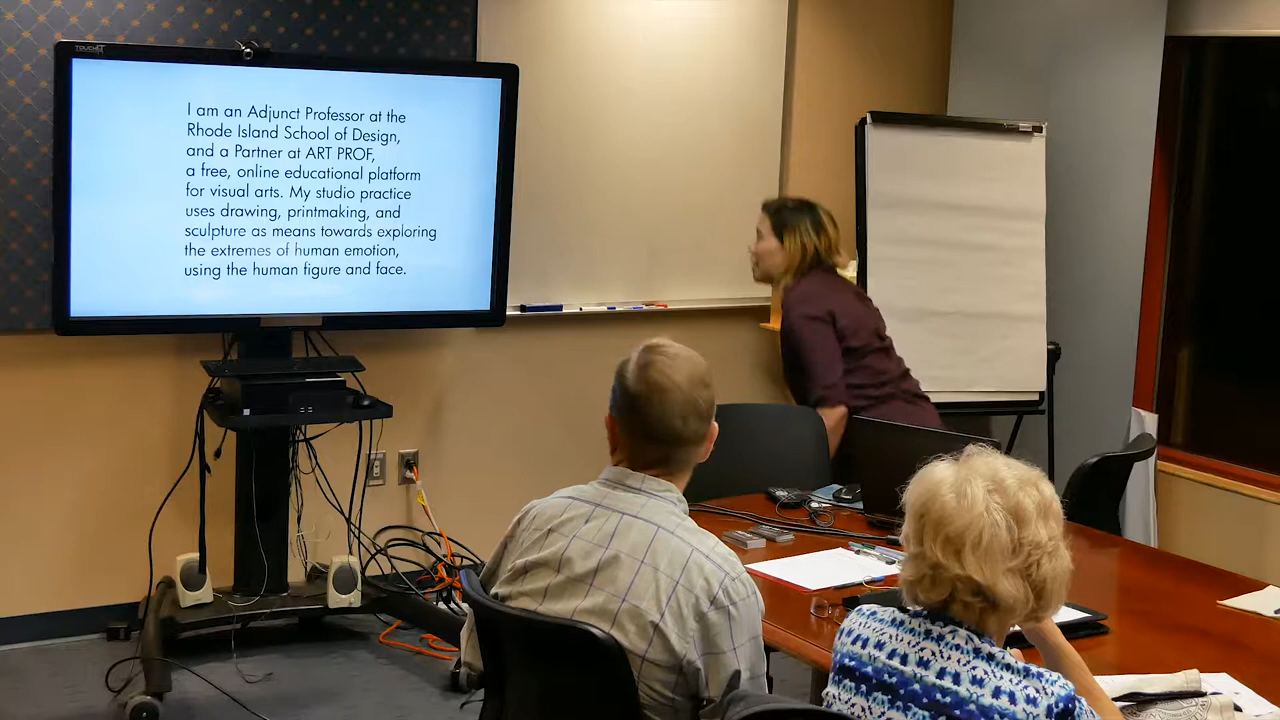 TOUCHIT
I am an Adjunct Professor at the
Rhode Island School of Design,
and a Partner at ART PROF,
a free, online educational platform
for visual arts. My studio practice
uses drawing, printmaking, and
sculpture as means towards exploring
the extremes of human emotion,
using the human figure and face.